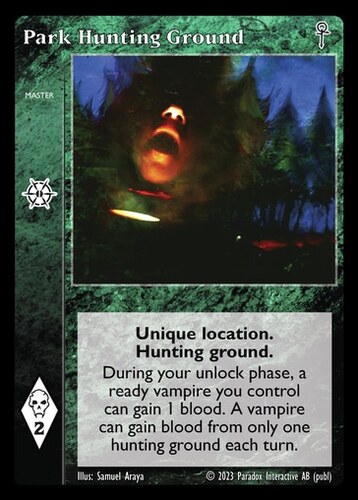 Park Hunting Ground
MASTER
Unique location.
Hunting ground.
During your unlock phase, a
ready vampire you control
can gain 1 blood. A vampire
can gain blood from only one
hunting ground each turn.
2
Illus: Samuel Araya © 2023 Paradox Interactive AB (publ)